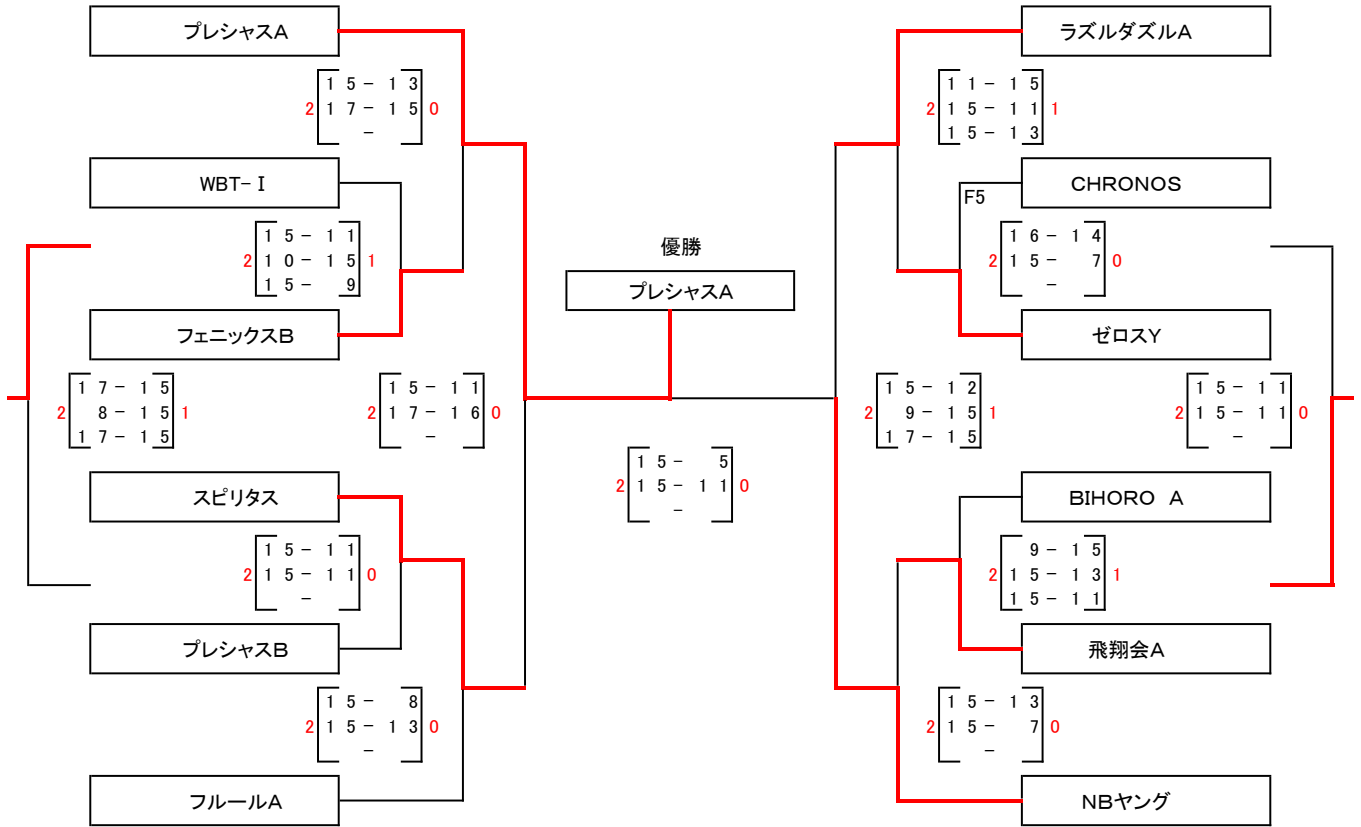 プレシャスA
ラズルダズルA
15-13
2 17-15 0
-
11-15
2 15-11 1
15-13
WBT-Ⅰ
CHRONOS
F5
15-11
2 10-15 1
15-9
優勝
プレシャスA
16-14
2 15-7 0
-
フェニックスB
ゼロスY
17-15
2 8-15 1
17-15
15-11
2 17-16 0
-
15-12
2 9-15 1
17-15
15-11
2 15-11 0
-
15-5
2 15-11 0
-
スピリタス
BIHORO A
15-11
2 15-11 0
-
9-15
2 15-13 1
15-11
プレシャスB
飛翔会A
15-8
2 15-13 0
-
15-13
2 15-7 0
-
フルールA
NBヤング